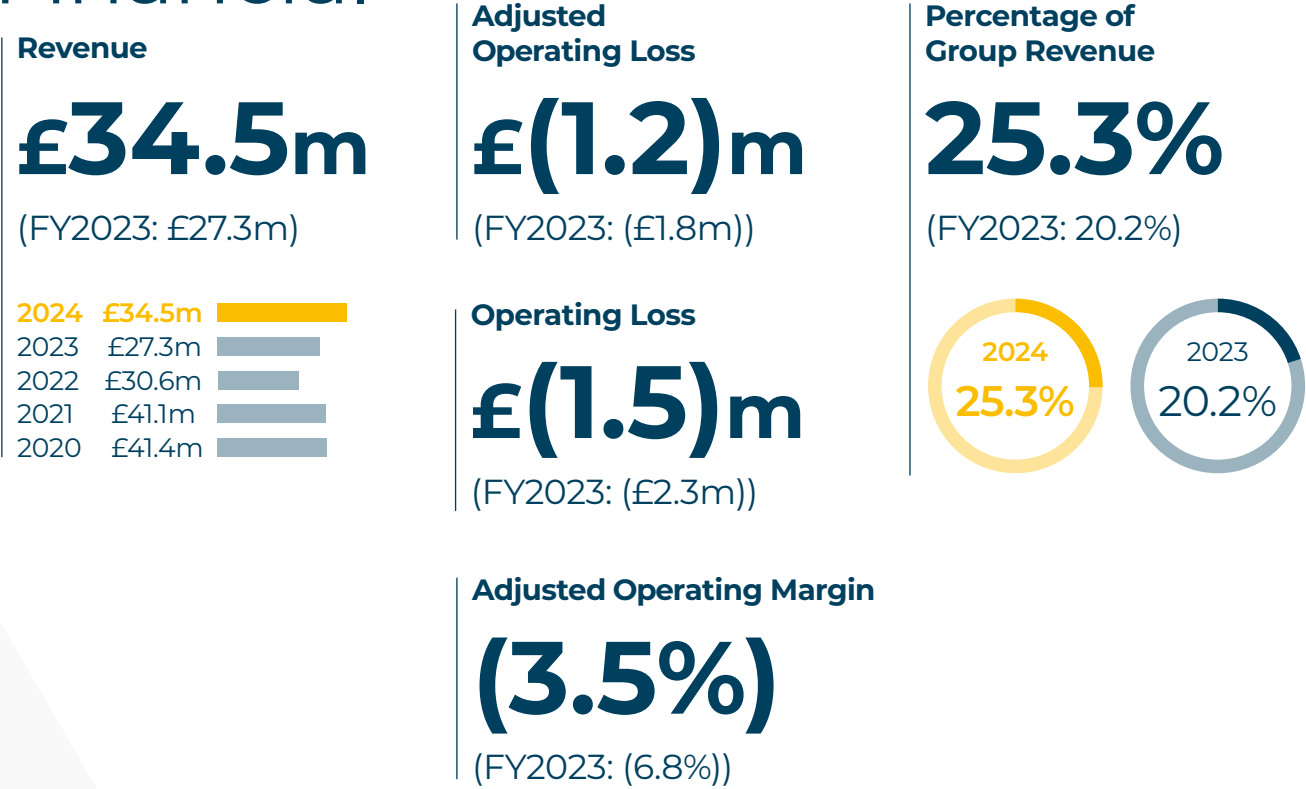 Revenue
£34.5m
(FY2023: £27.3m)
2024 £34.5m
2023 £27.3m
2022 £30.6m
2021 £41.1m
2020 £41.4m
Adjusted
Operating Loss
£(1.2)m
(FY2023: (£1.8m))
Operating Loss
£(1.5)m
(FY2023: (£2.3m))
Adjusted Operating Margin
(3.5%)
(FY2023: (6.8%))
Percentage of
Group Revenue
25.3%
(FY2023: 20.2%)
2024
25.3%
2023
20.2%